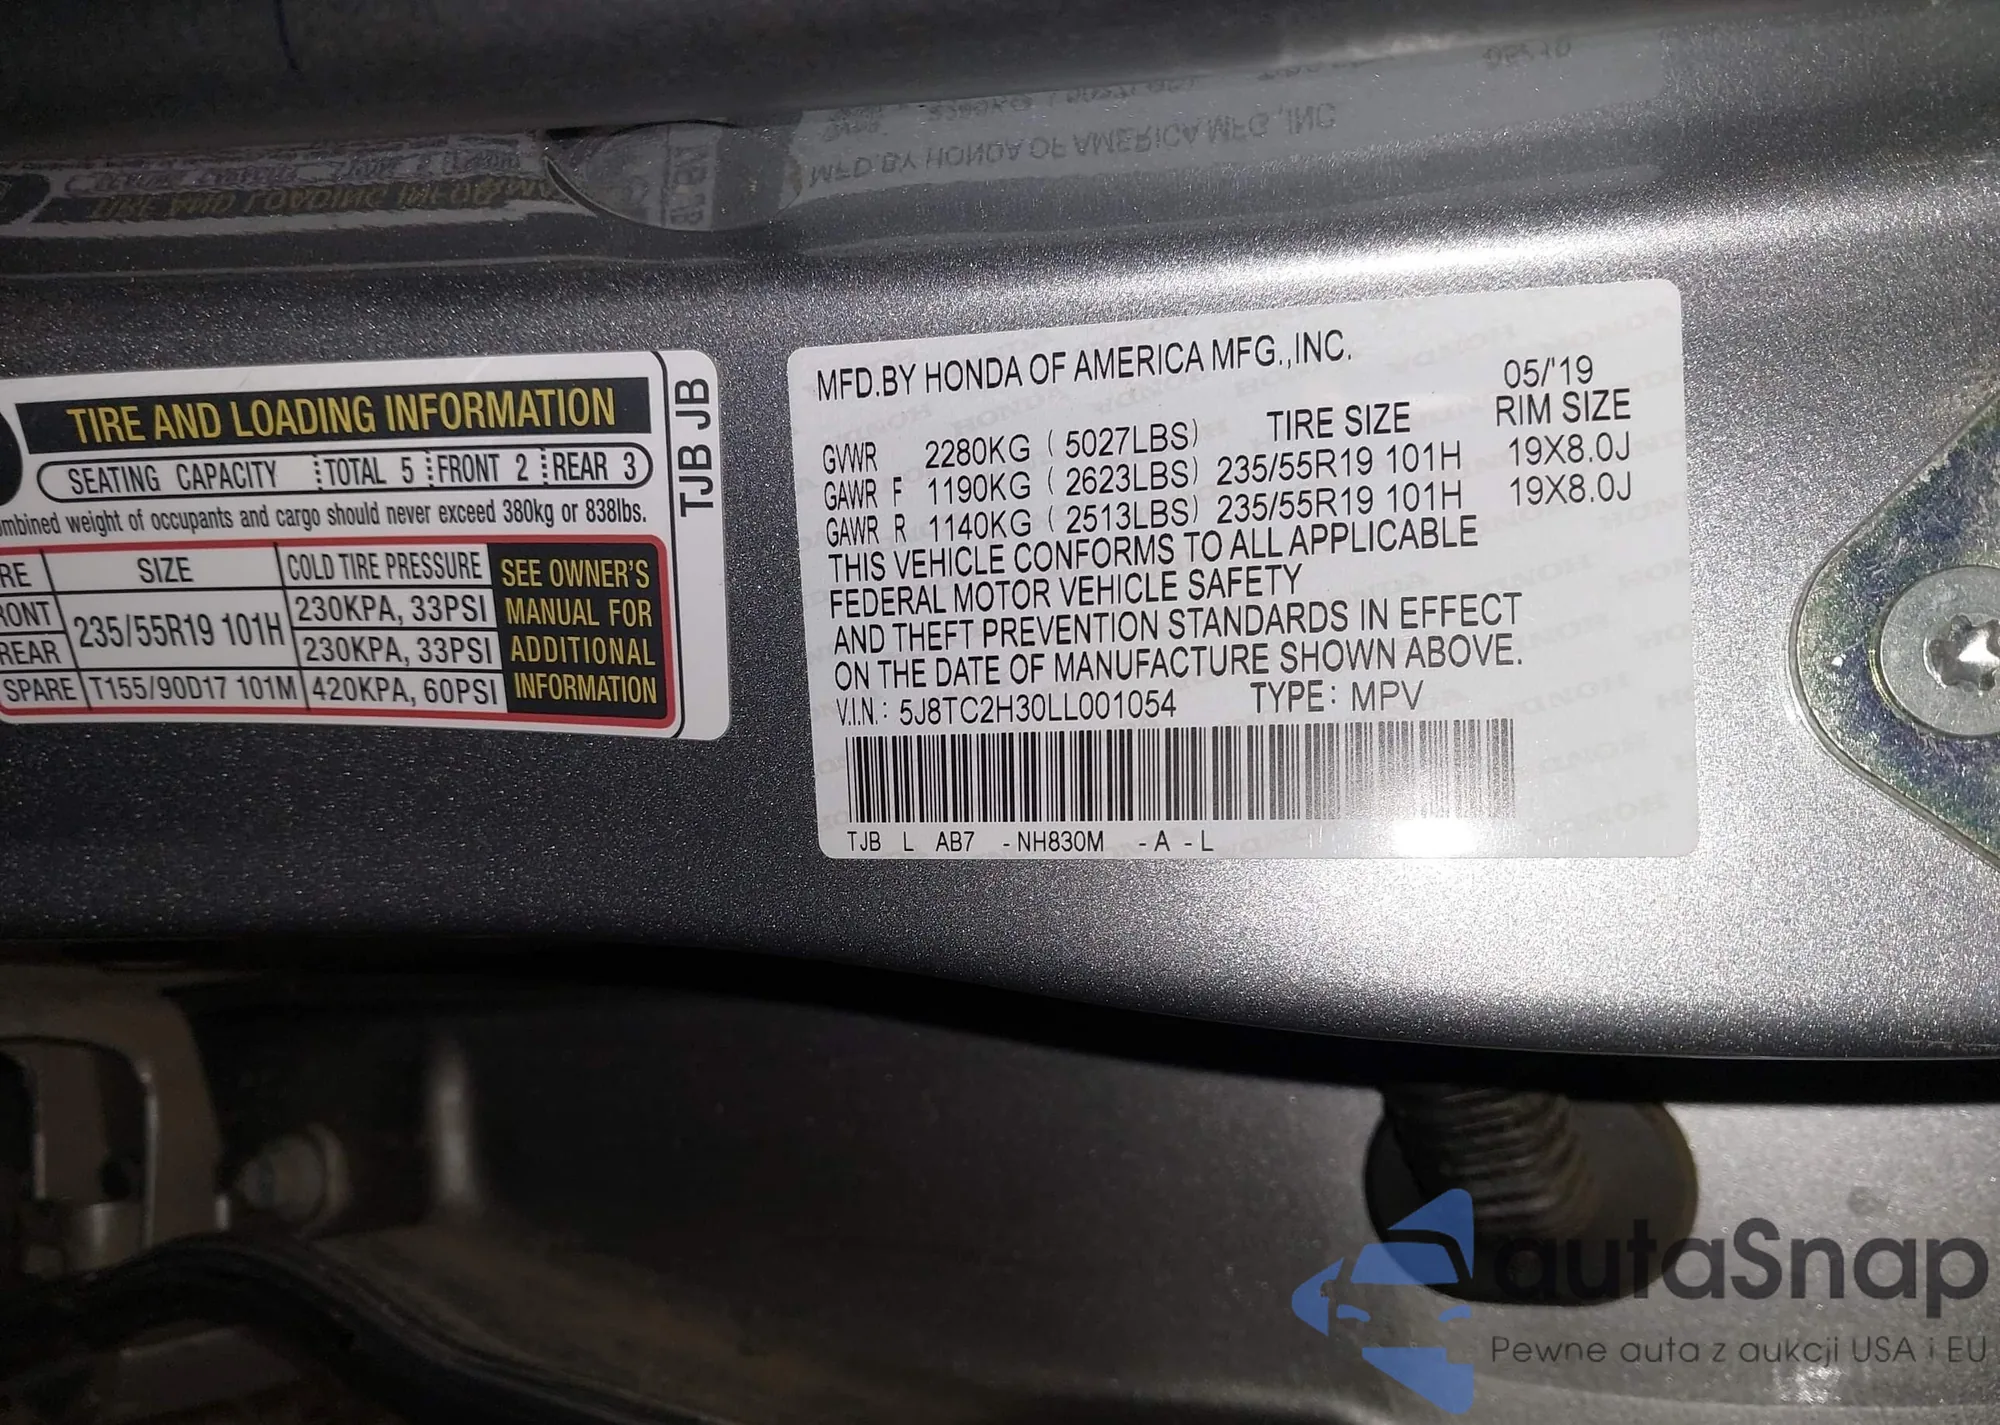 TIRE AND LOADING INFORMATION
SEATING CAPACITY TOTAL 5 FRONT 2 REAR 3
combined weight of occupants and cargo should never exceed 380kg or 838lbs.
SIZE COLD TIRE PRESSURE
235/55R19 101H
230KPA, 33PSI
REAR 230KPA, 33PSI
SPARE T155/90D17 101M 420KPA, 60PSI
SEE OWNER'S
MANUAL FOR
ADDITIONAL
INFORMATION
TJB JB
MFD.BY HONDA OF AMERICA MFG.,INC.
05/'19
GVWR 2280KG (5027LBS) TIRE SIZE RIM SIZE
GAWR F 1190KG (2623LBS) 235/55R19 101H 19X8.0J
GAWR R 1140KG (2513LBS) 235/55R19 101H 19X8.0J
THIS VEHICLE CONFORMS TO ALL APPLICABLE
FEDERAL MOTOR VEHICLE SAFETY
AND THEFT PREVENTION STANDARDS IN EFFECT
ON THE DATE OF MANUFACTURE SHOWN ABOVE.
V.I.N.: 5J8TC2H30LL001054 TYPE: MPV
TJB L AB7 -NH830M -A -L
autaSnap
Pewne auta z aukcji USA i EU